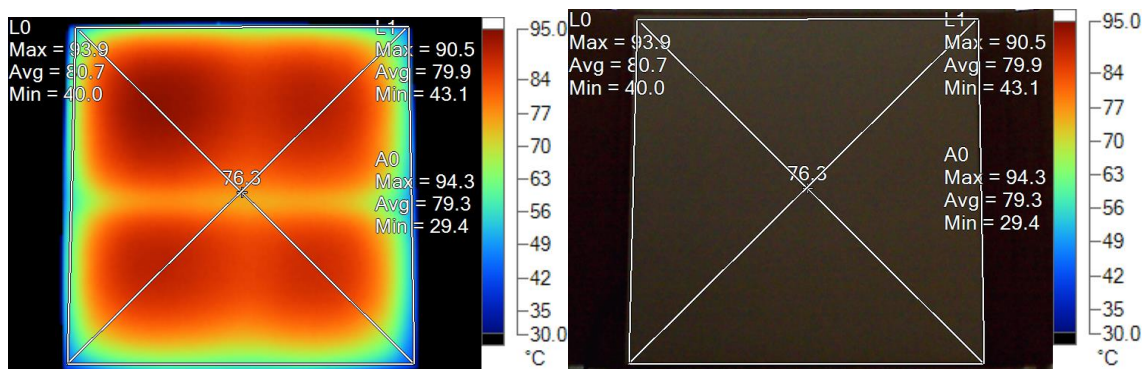 L0
Max = 93.9
Avg = 80.7
Min = 40.0
L1
Max = 90.5
Avg = 79.9
Min = 43.1
A0
Max = 94.3
Avg = 79.3
Min = 29.4
76.3
95.0
84
77
70
63
56
49
42
35
30.0
°C
L0
Max = 93.9
Avg = 80.7
Min = 40.0
L1
Max = 90.5
Avg = 79.9
Min = 43.1
A0
Max = 94.3
Avg = 79.3
Min = 29.4
76.3
95.0
84
77
70
63
56
49
42
35
30.0
°C